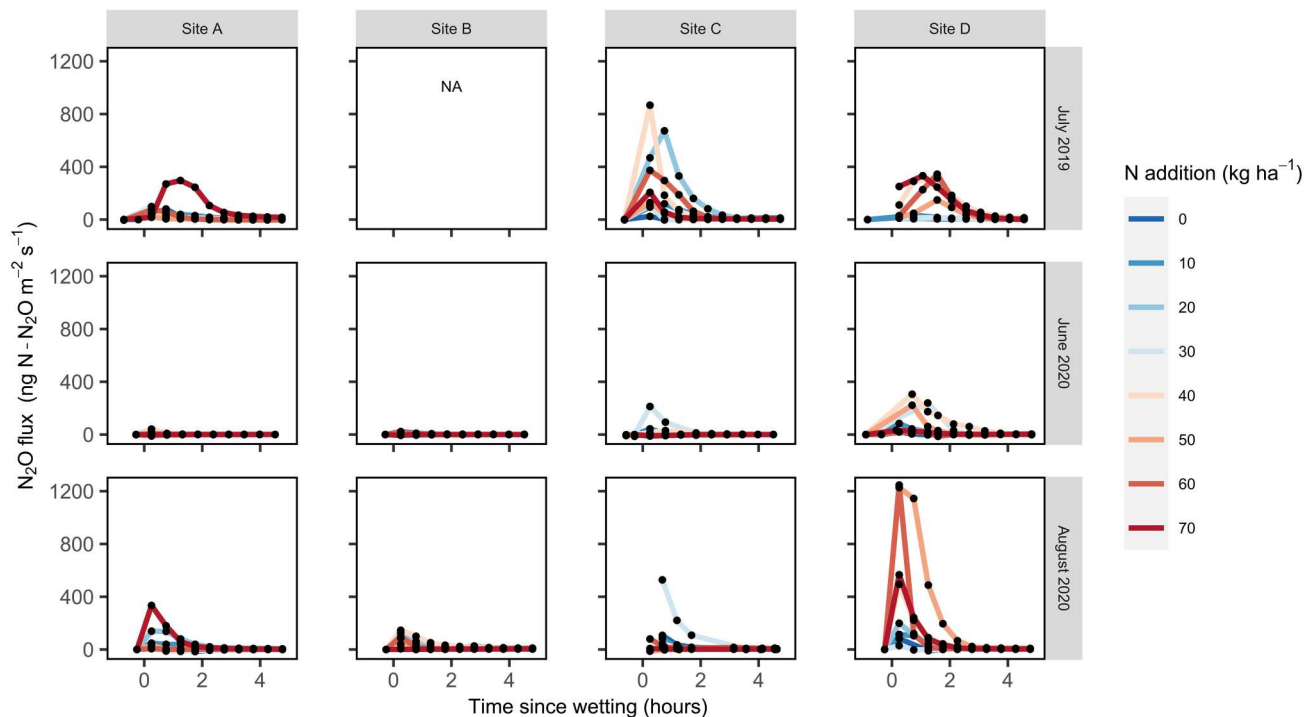 Site A
Site B
Site C
Site D
1200
800
400
0
NA
July 2019
1200
800
400
0
June 2020
1200
800
400
0
August 2020
0 2 4
0 2 4
0 2 4
0 2 4
N₂O flux (ng N - N₂O m⁻² s⁻¹)
Time since wetting (hours)
N addition (kg ha⁻¹)
0
10
20
30
40
50
60
70